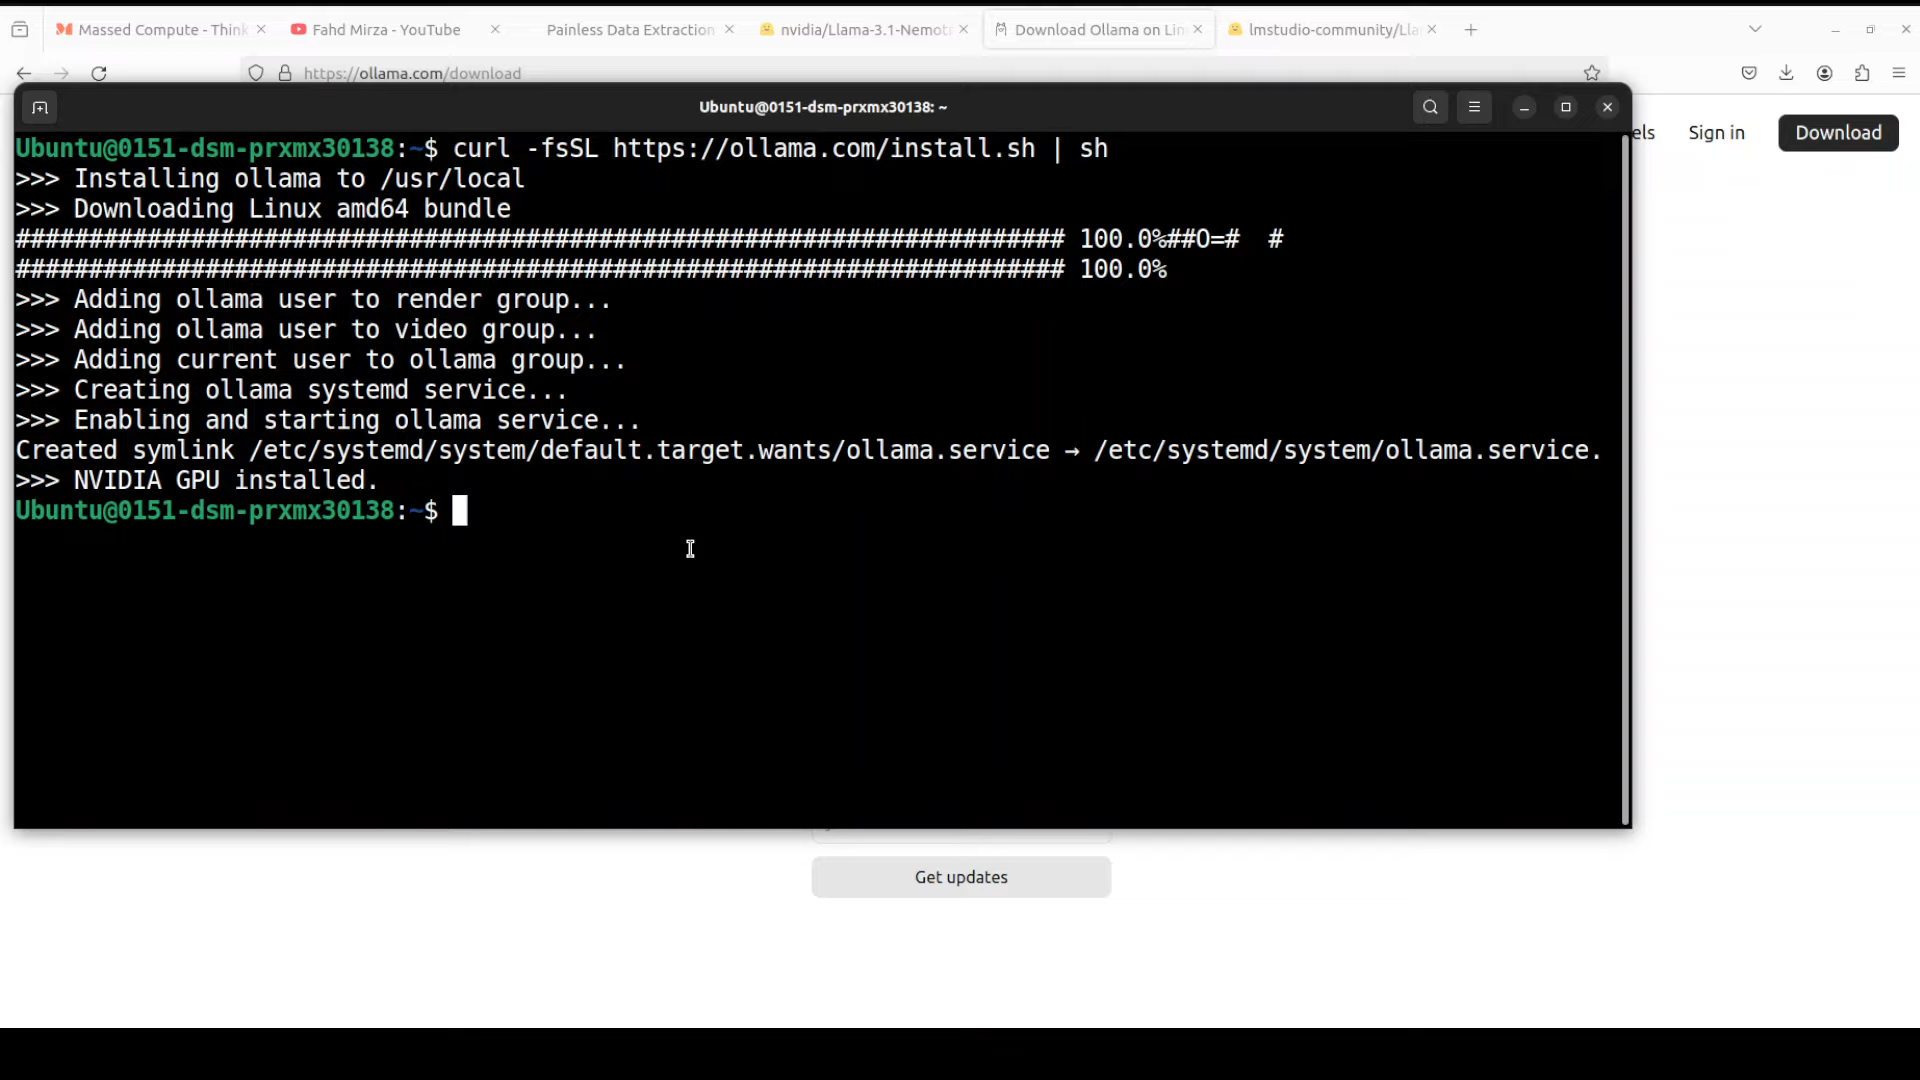 Massed Compute - Think
Fahd Mirza - YouTube
Painless Data Extraction
nvidia/Llama-3.1-Nemot
Download Ollama on Lin
lmstudio-community/Lla
https://ollama.com/download
Ubuntu@0151-dsm-prxmx30138: ~
els
Sign in
Download
Ubuntu@0151-dsm-prxmx30138:~$ curl -fsSL https://ollama.com/install.sh | sh
>>> Installing ollama to /usr/local
>>> Downloading Linux amd64 bundle
######################################################################## 100.0%##O=#  #
######################################################################## 100.0%
>>> Adding ollama user to render group...
>>> Adding ollama user to video group...
>>> Adding current user to ollama group...
>>> Creating ollama systemd service...
>>> Enabling and starting ollama service...
Created symlink /etc/systemd/system/default.target.wants/ollama.service → /etc/systemd/system/ollama.service.
>>> NVIDIA GPU installed.
Ubuntu@0151-dsm-prxmx30138:~$
Get updates